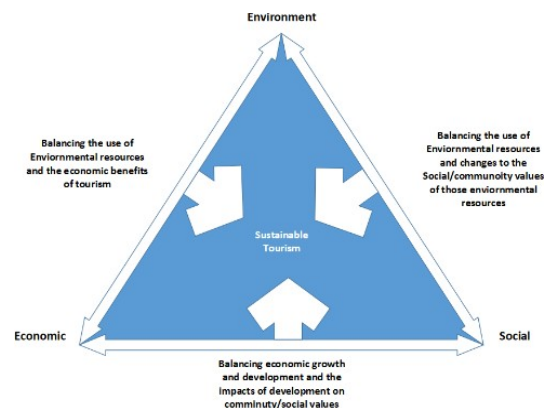 Environment
Balancing the use of
Enviornmental resources
and the economic benefits
of tourism
Balancing the use of
Enviornmental resources
and changes to the
Social/communoity values
of those enviornmental
resources
Sustainable
Tourism
Economic
Social
Balancing economic growth
and development and the
impacts of development on
comminuty/social values